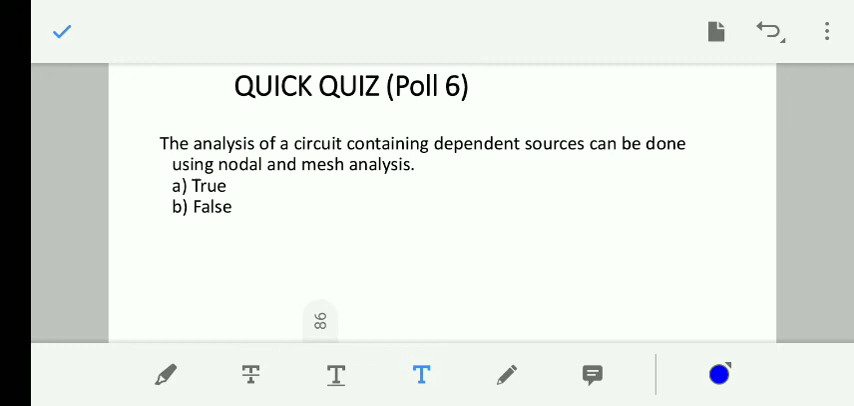 QUICK QUIZ (Poll 6)
The analysis of a circuit containing dependent sources can be done
using nodal and mesh analysis.
a) True
b) False
86
T
T
T